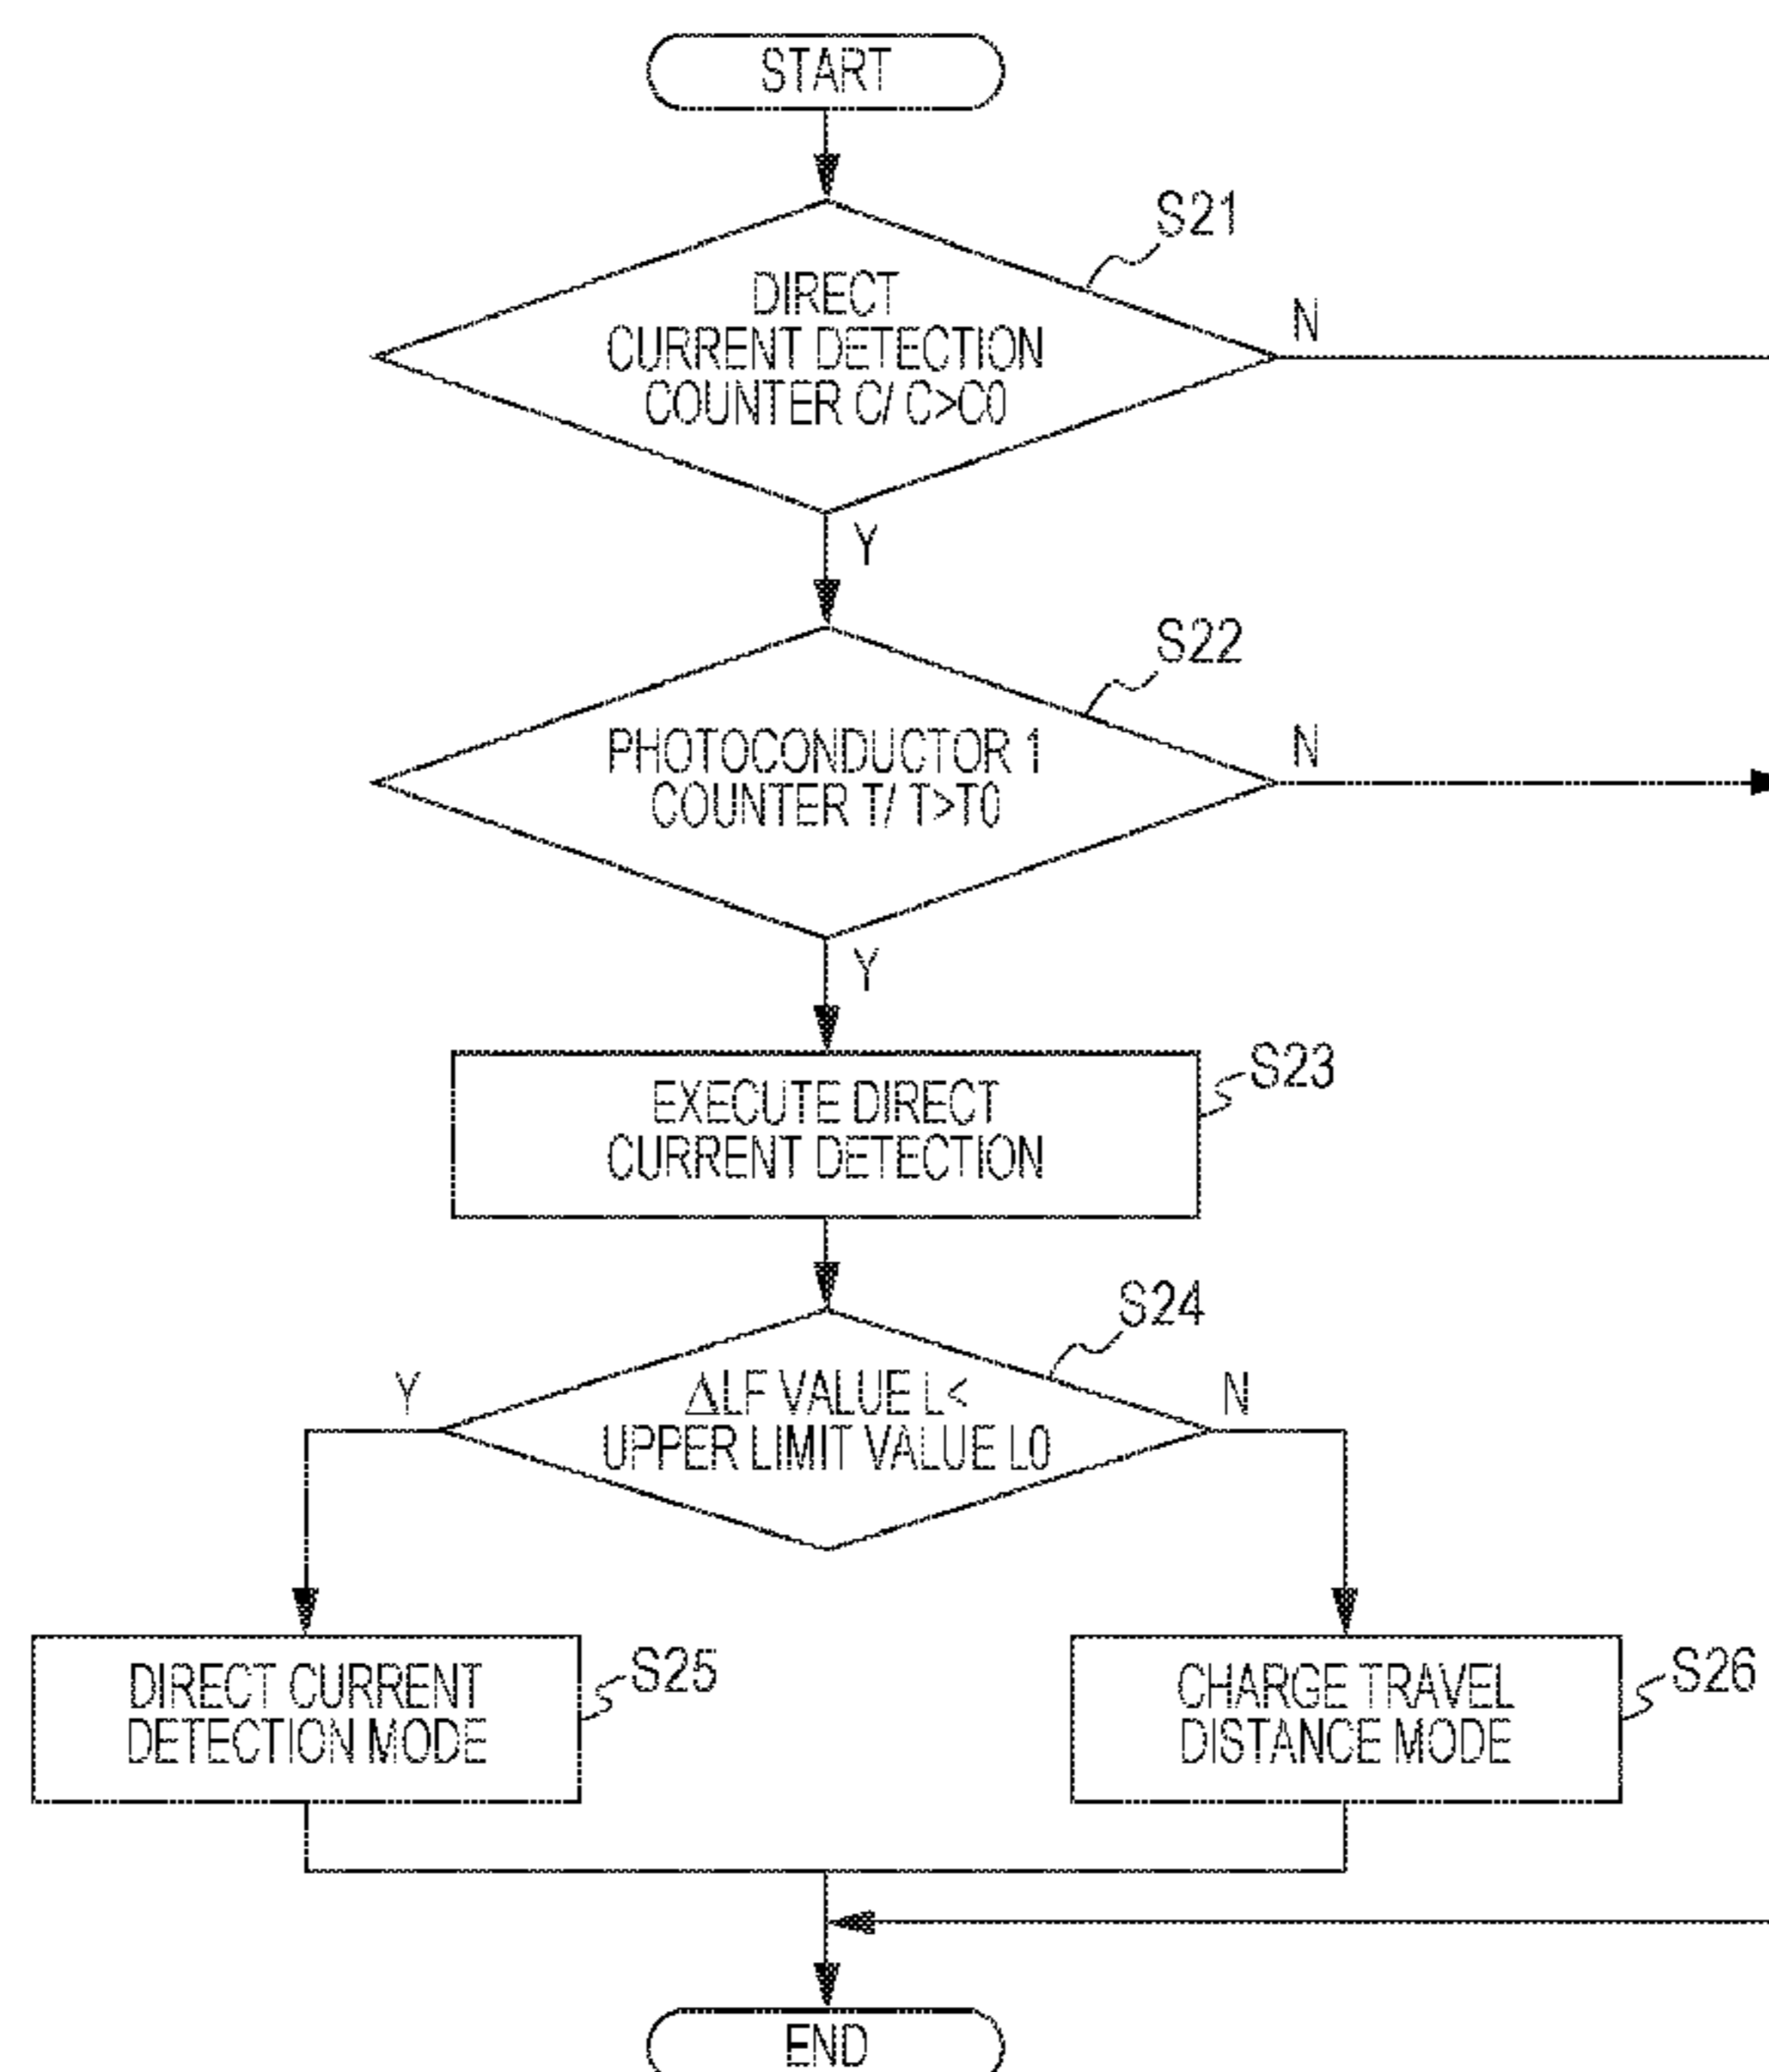 START
S21
DIRECT
CURRENT DETECTION
COUNTER C/ C>C0
N
Y
S22
PHOTOCONDUCTOR 1
COUNTER T/ T>T0
N
Y
S23
EXECUTE DIRECT
CURRENT DETECTION
S24
Y
ΔLF VALUE L<
UPPER LIMIT VALUE L0
N
DIRECT CURRENT
DETECTION MODE
S25
CHARGE TRAVEL
DISTANCE MODE
S26
END